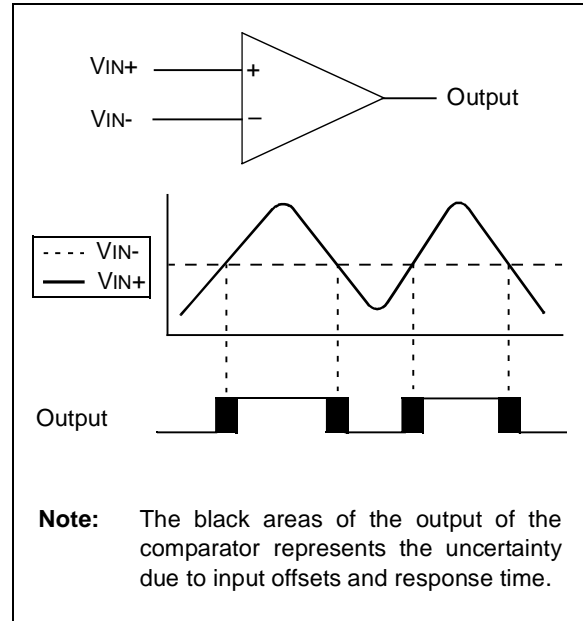 VIN+
+
Output
VIN-
–
VIN-
VIN+
Output
Note: The black areas of the output of the
comparator represents the uncertainty
due to input offsets and response time.